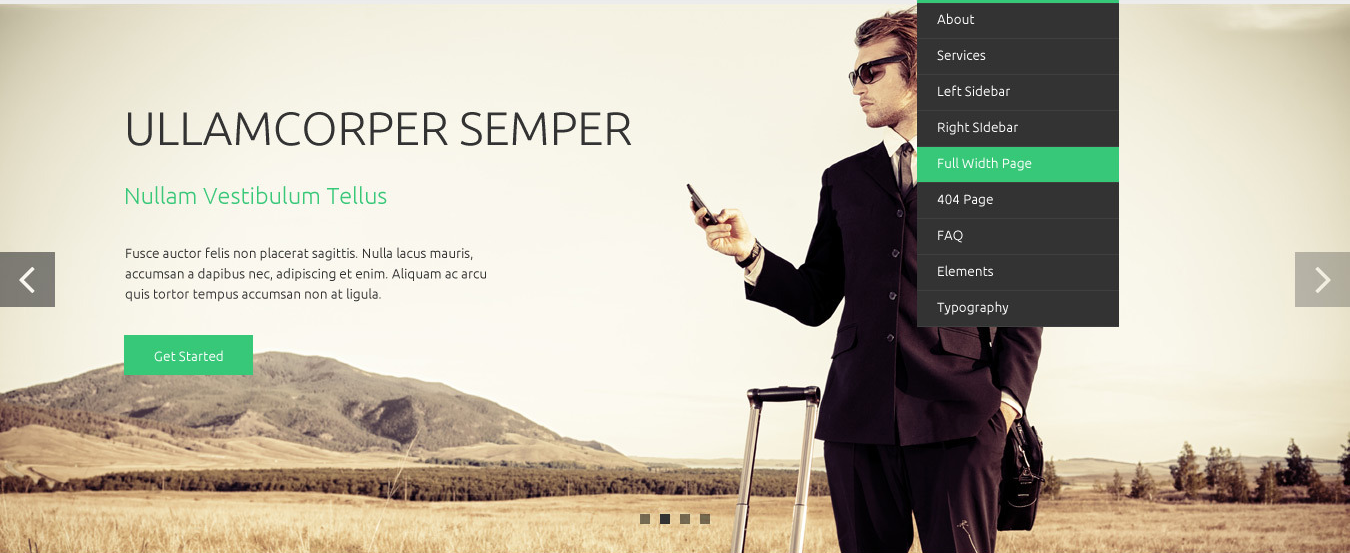 ULLAMCORPER SEMPER
Nullam Vestibulum Tellus
Fusce auctor felis non placerat sagittis. Nulla lacus mauris,
accumsan a dapibus nec, adipiscing et enim. Aliquam ac arcu
quis tortor tempus accumsan non at ligula.
Get Started
About
Services
Left Sidebar
Right SIdebar
Full Width Page
404 Page
FAQ
Elements
Typography